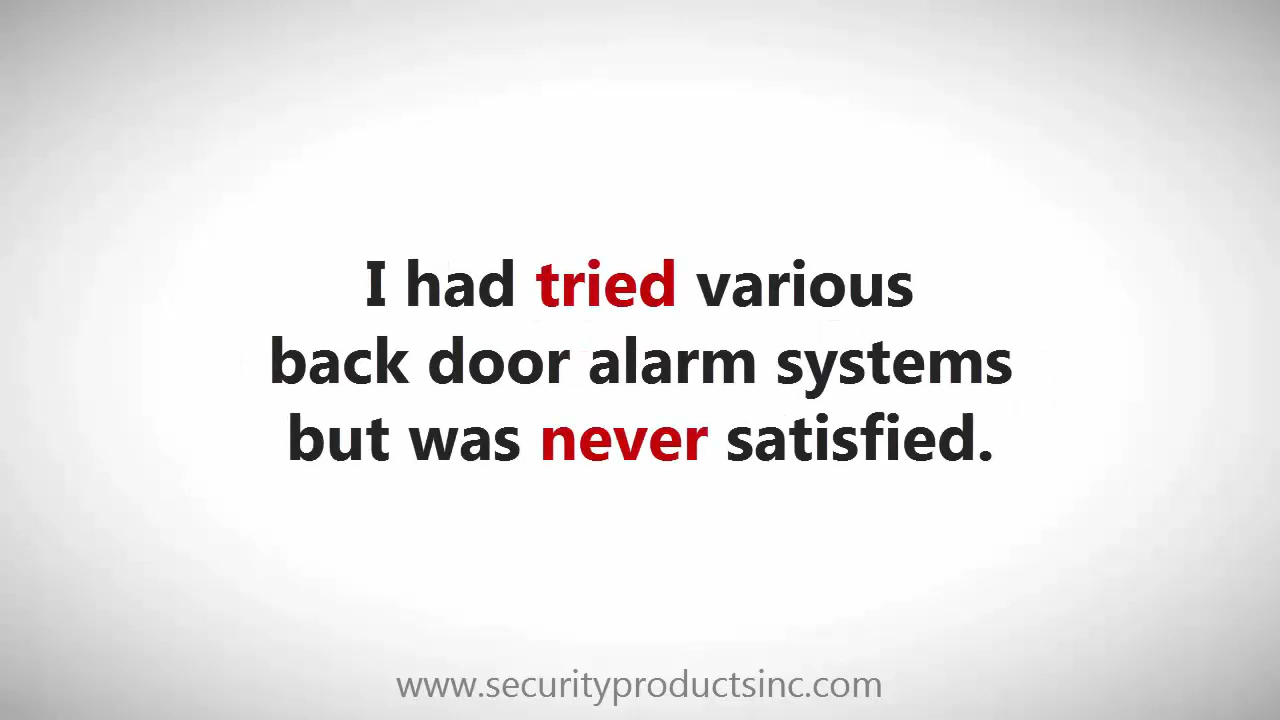 I had tried various
back door alarm systems
but was never satisfied.
www.securityproductsinc.com